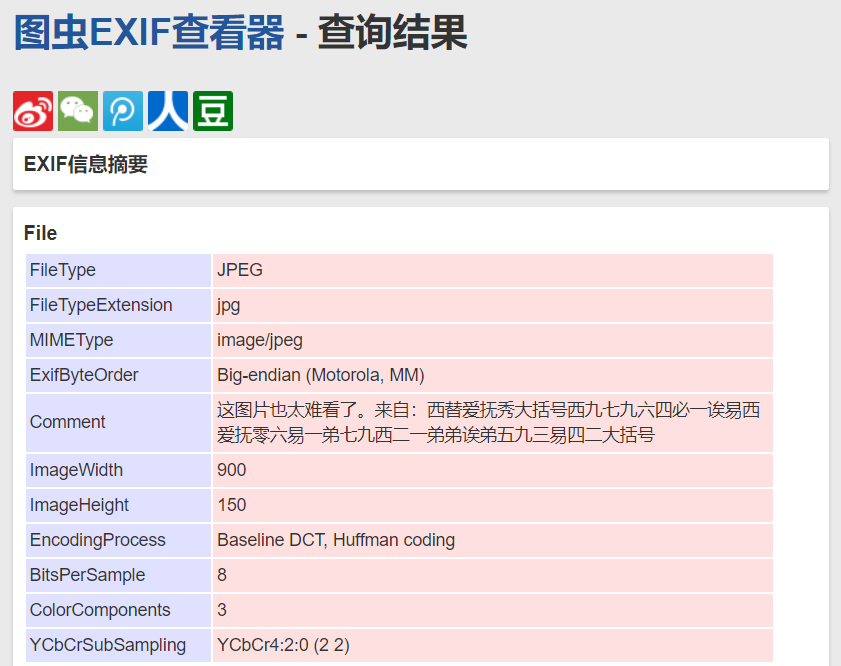 图虫EXIF查看器 - 查询结果
人 豆
EXIF信息摘要
File
FileType JPEG
FileTypeExtension jpg
MIMEType image/jpeg
ExifByteOrder Big-endian (Motorola, MM)
Comment 这图片也太难看了。来自：西替爱抚秀大括号西九七九六四必一诶易西
爱抚零六易一弟七九西二一弟弟诶弟五九三易四二大括号
ImageWidth 900
ImageHeight 150
EncodingProcess Baseline DCT, Huffman coding
BitsPerSample 8
ColorComponents 3
YCbCrSubSampling YCbCr4:2:0 (2 2)